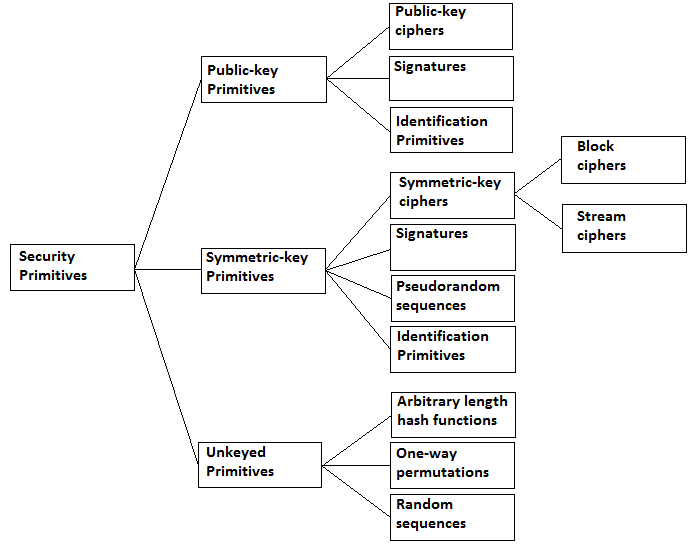 Public-key
ciphers
Public-key
Primitives
Signatures
Identification
Primitives
Block
ciphers
Symmetric-key
ciphers
Stream
ciphers
Signatures
Security
Primitives
Symmetric-key
Primitives
Pseudorandom
sequences
Identification
Primitives
Arbitrary length
hash functions
Unkeyed
Primitives
One-way
permutations
Random
sequences